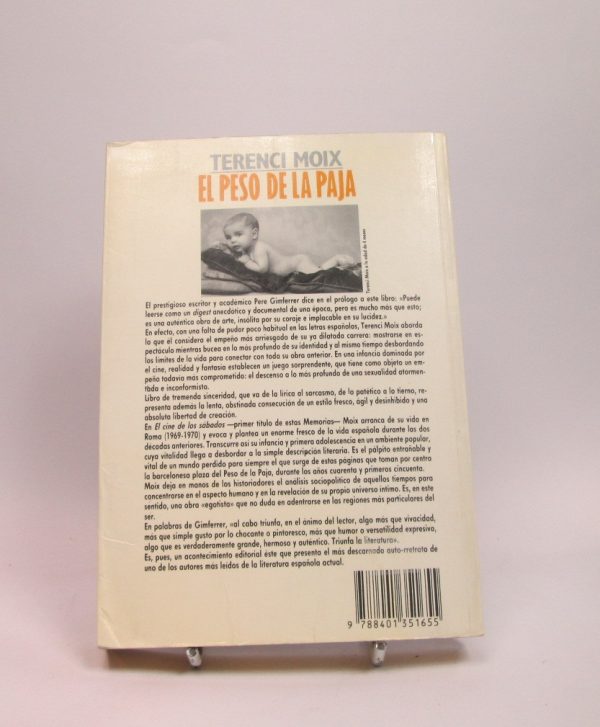 TERENCI MOIX
EL PESO DE LA PAJA
Terenci Moix a la edad de 4 meses
El prestigioso escritor y académico Pere Gimferrer dice en el prólogo a este libro: «Puede
leerse como un digest anecdótico y documental de una época, pero es mucho más que esto;
es una auténtica obra de arte, insólita por su coraje e implacable en su lucidez.»
En efecto, con una falta de pudor poco habitual en las letras españolas, Terenci Moix aborda
lo que él considera el empeño más arriesgado de su ya dilatada carrera: mostrarse en es-
pectáculo mientras bucea en lo más profundo de su identidad y al mismo tiempo desbordando
los límites de la vida para conectar con toda su obra anterior. En una infancia dominada por
el cine, realidad y fantasía establecen un juego sorprendente, que tiene como objeto un em-
peño todavía más comprometido: el descenso a lo más profundo de una sexualidad atormen-
tada e inconformista.
Libro de tremenda sinceridad, que va de la lírica al sarcasmo, de lo patético a lo tierno, re-
presenta además la lenta, obstinada consecución de un estilo fresco, ágil y desinhibido y una
absoluta libertad de creación.
En El cine de los sábados —primer título de estas Memorias— Moix arranca de su vida en
Roma (1969-1970) y evoca y plantea un enorme fresco de la vida española durante las dos
décadas anteriores. Transcurre así su infancia y primera adolescencia en un ambiente popular,
cuya vitalidad llega a desbordar a la simple descripción literaria. Es el pálpito entrañable y
vital de un mundo perdido para siempre el que surge de estas páginas que toman por centro
la barcelonesa plaza del Peso de la Paja, durante los años cuarenta y primeros cincuenta.
Moix deja en manos de los historiadores el análisis sociopolítico de aquellos tiempos para
concentrarse en el aspecto humano y en la revelación de su propio universo íntimo. Es, en este
sentido, una obra «egotista» que no duda en adentrarse en las regiones más particulares del
ser.
En palabras de Gimferrer, «al cabo triunfa, en el ánimo del lector, algo más que vivacidad,
más que simple gusto por lo chocante o pintoresco, más que humor o versatilidad expresiva,
algo que es verdaderamente grande, hermoso y auténtico. Triunfa la literatura».
Es, pues, un acontecimiento editorial éste que presenta el más descarnado auto-rretrato de
uno de los autores más leídos de la literatura española actual.
9 788401 351655